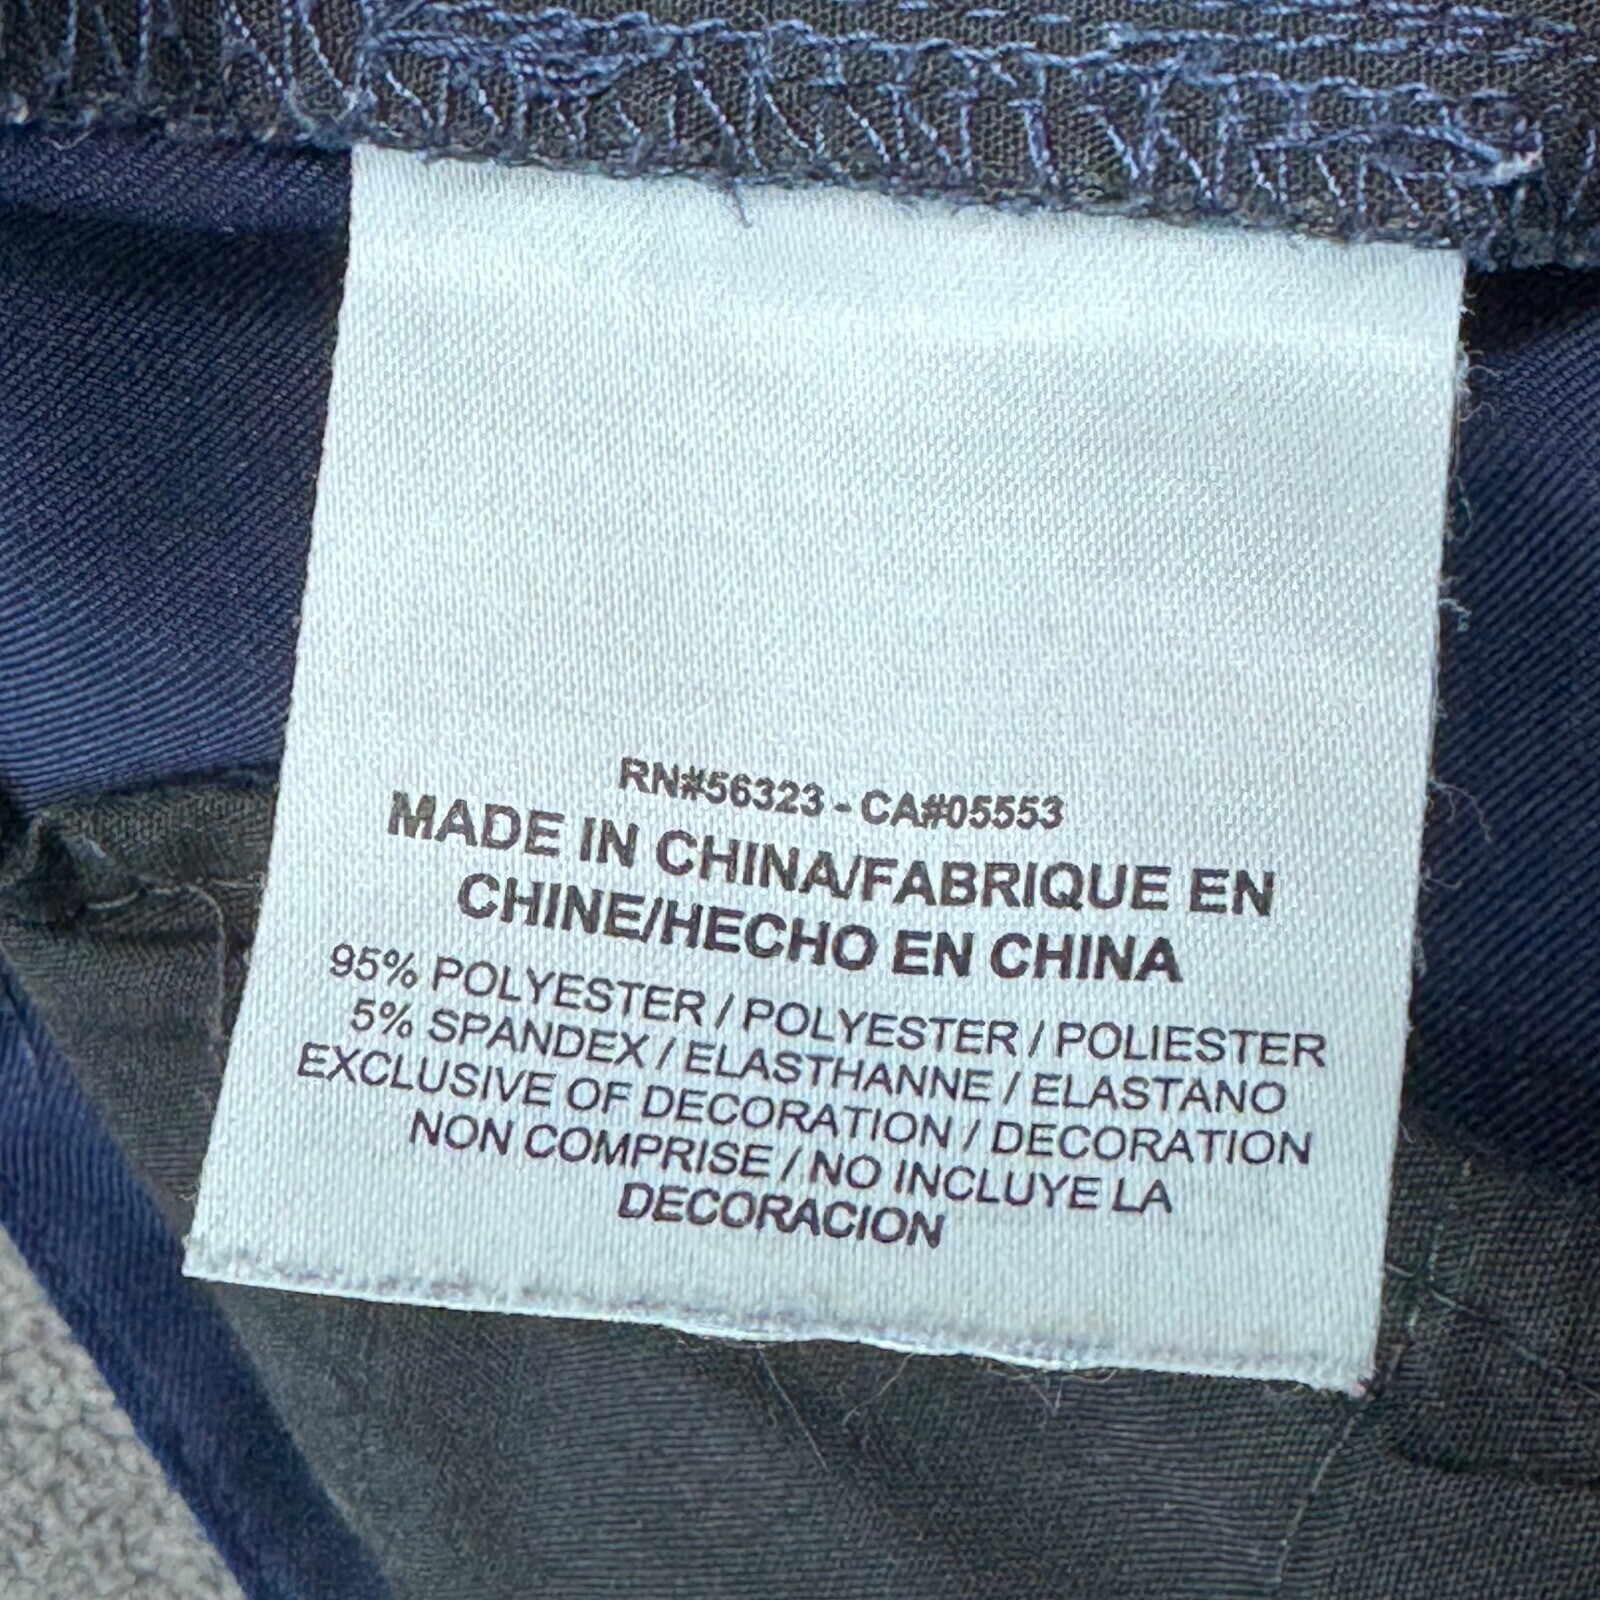 RN#56323 - CA#05553
MADE IN CHINA/FABRIQUE EN
CHINE/HECHO EN CHINA
95% POLYESTER / POLYESTER / POLIESTER
5% SPANDEX / ELASTHANNE / ELASTANO
EXCLUSIVE OF DECORATION / DECORATION
NON COMPRISE / NO INCLUYE LA
DECORACION